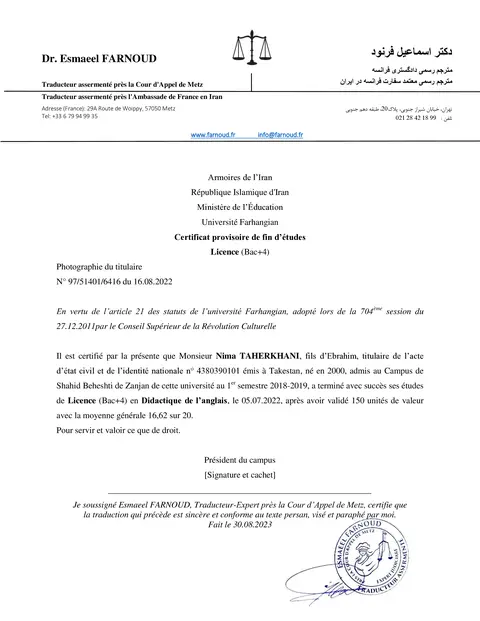 Dr. Esmaeel FARNOUD
دکتر اسماعیل فرنود
مترجم رسمی دادگستری فرانسه
Traducteur assermenté près la Cour d'Appel de Metz
مترجم رسمی معتمد سفارت فرانسه در ایران
Traducteur assermenté près l'Ambassade de France en Iran
Adresse (France): 29A Route de Woippy, 57050 Metz
تهران، خیابان شیراز جنوبی، پلاک20، طبقه دهم جنوبی
Tel: +33 6 79 94 99 35
تلفن : 021 28 42 18 99
www.farnoud.fr info@farnoud.fr
Armoires de l'Iran
République Islamique d'Iran
Ministère de l'Éducation
Université Farhangian
Certificat provisoire de fin d'études
Licence (Bac+4)
Photographie du titulaire
N° 97/51401/6416 du 16.08.2022
En vertu de l'article 21 des statuts de l'université Farhangian, adopté lors de la 704ème session du
27.12.2011par le Conseil Supérieur de la Révolution Culturelle
Il est certifié par la présente que Monsieur Nima TAHERKHANI, fils d'Ebrahim, titulaire de l'acte
d'état civil et de l'identité nationale n° 4380390101 émis à Takestan, né en 2000, admis au Campus de
Shahid Beheshti de Zanjan de cette université au 1er semestre 2018-2019, a terminé avec succès ses études
de Licence (Bac+4) en Didactique de l'anglais, le 05.07.2022, après avoir validé 150 unités de valeur
avec la moyenne générale 16,62 sur 20.
Pour servir et valoir ce que de droit.
Président du campus
[Signature et cachet]
Je soussigné Esmaeel FARNOUD, Traducteur-Expert près la Cour d'Appel de Metz, certifie que
la traduction qui précède est sincère et conforme au texte persan, visé et paraphé par moi.
Fait le 30.08.2023
ESMAEEL FARNOUD
TRADUCTEUR ASSERMENTÉ